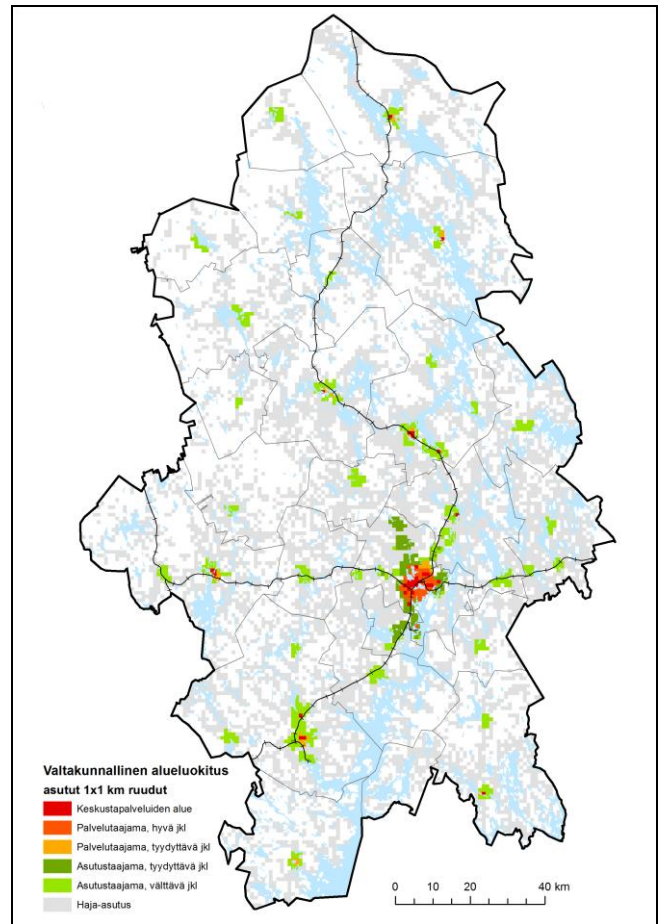 Valtakunnallinen alueluokitus
asutut 1x1 km ruudut
Keskustapalveluiden alue
Palvelutaajama, hyvä jkl
Palvelutaajama, tyydyttävä jkl
Asutustaajama, tyydyttävä jkl
Asutustaajama, välttävä jkl
Haja-asutus
0 10 20 40 km